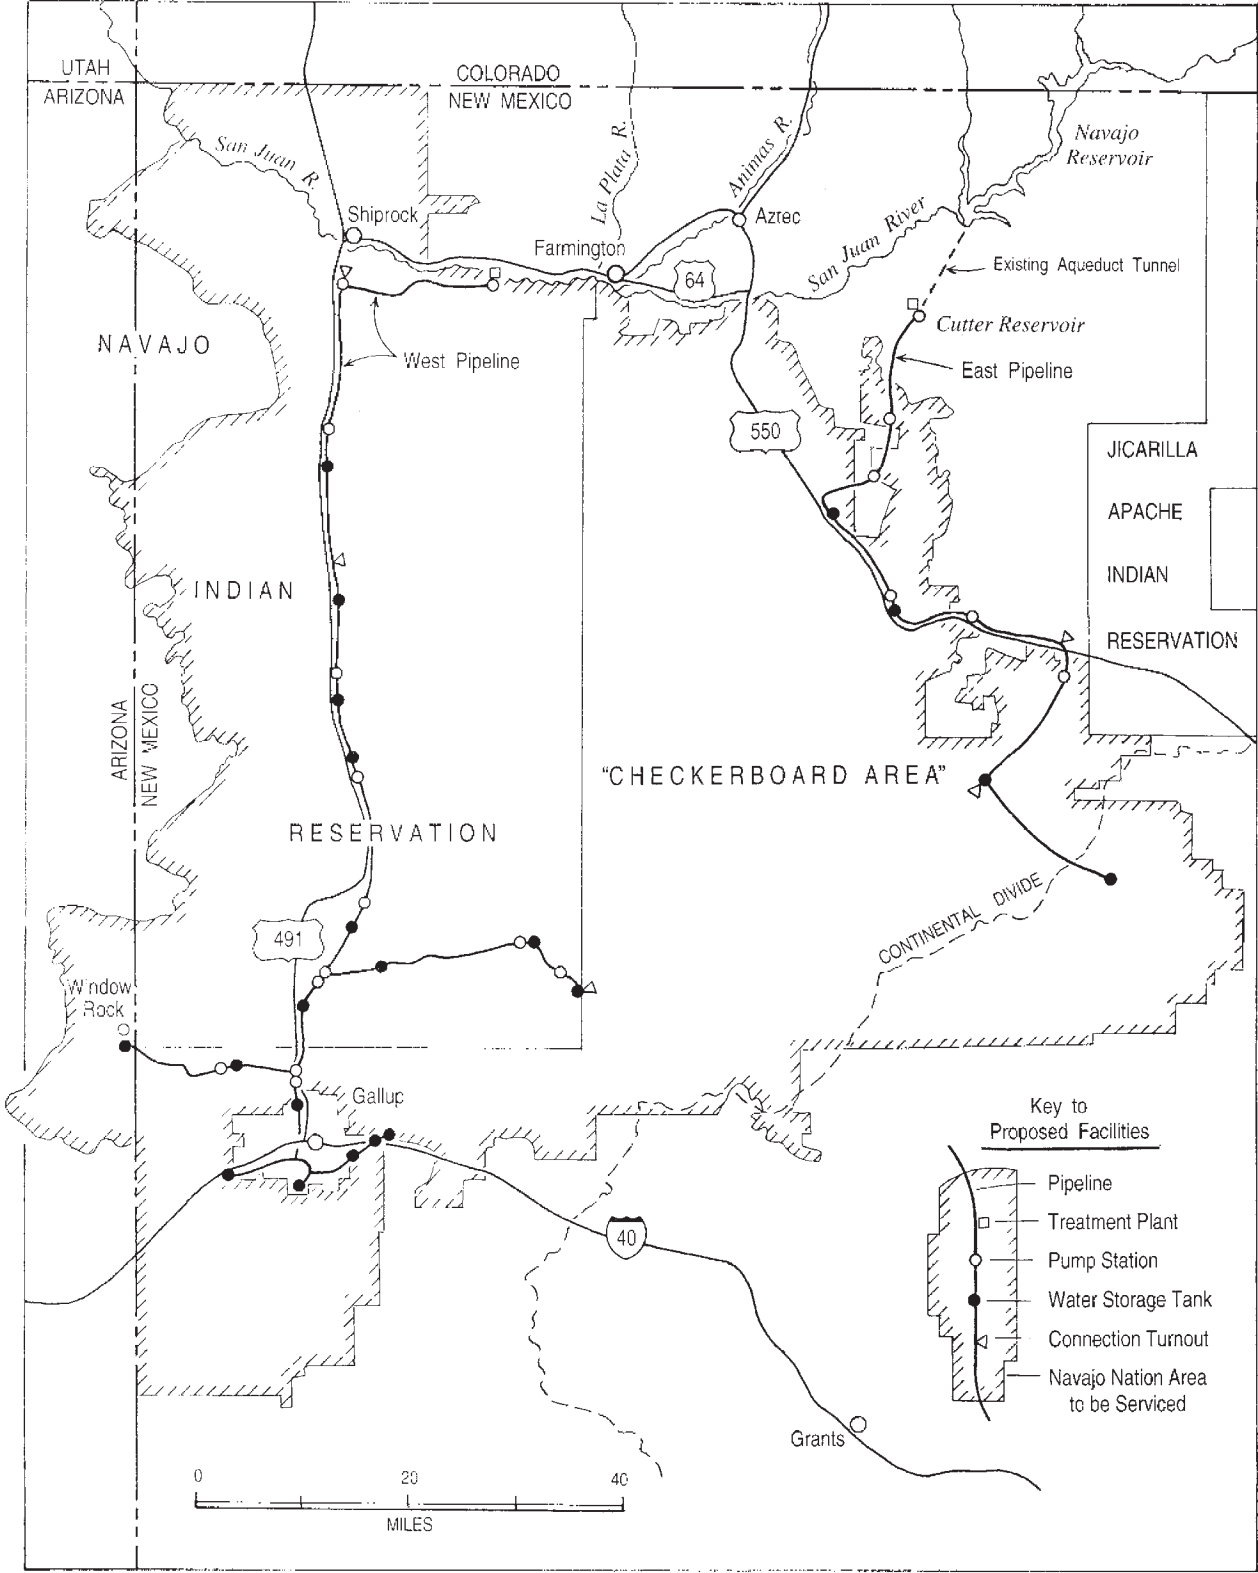 UTAH
COLORADO
ARIZONA
NEW MEXICO
San Juan R.
La Plata R.
Animas R.
Navajo
Reservoir
Shiprock
Aztec
Farmington
San Juan River
64
Existing Aqueduct Tunnel
Cutter Reservoir
NAVAJO
West Pipeline
East Pipeline
550
JICARILLA
APACHE
INDIAN
INDIAN
RESERVATION
ARIZONA
NEW MEXICO
"CHECKERBOARD AREA"
RESERVATION
CONTINENTAL DIVIDE
491
Window
Rock
Gallup
Key to
Proposed Facilities
Pipeline
Treatment Plant
40
Pump Station
Water Storage Tank
Connection Turnout
Navajo Nation Area
to be Serviced
Grants
0 20 40
MILES